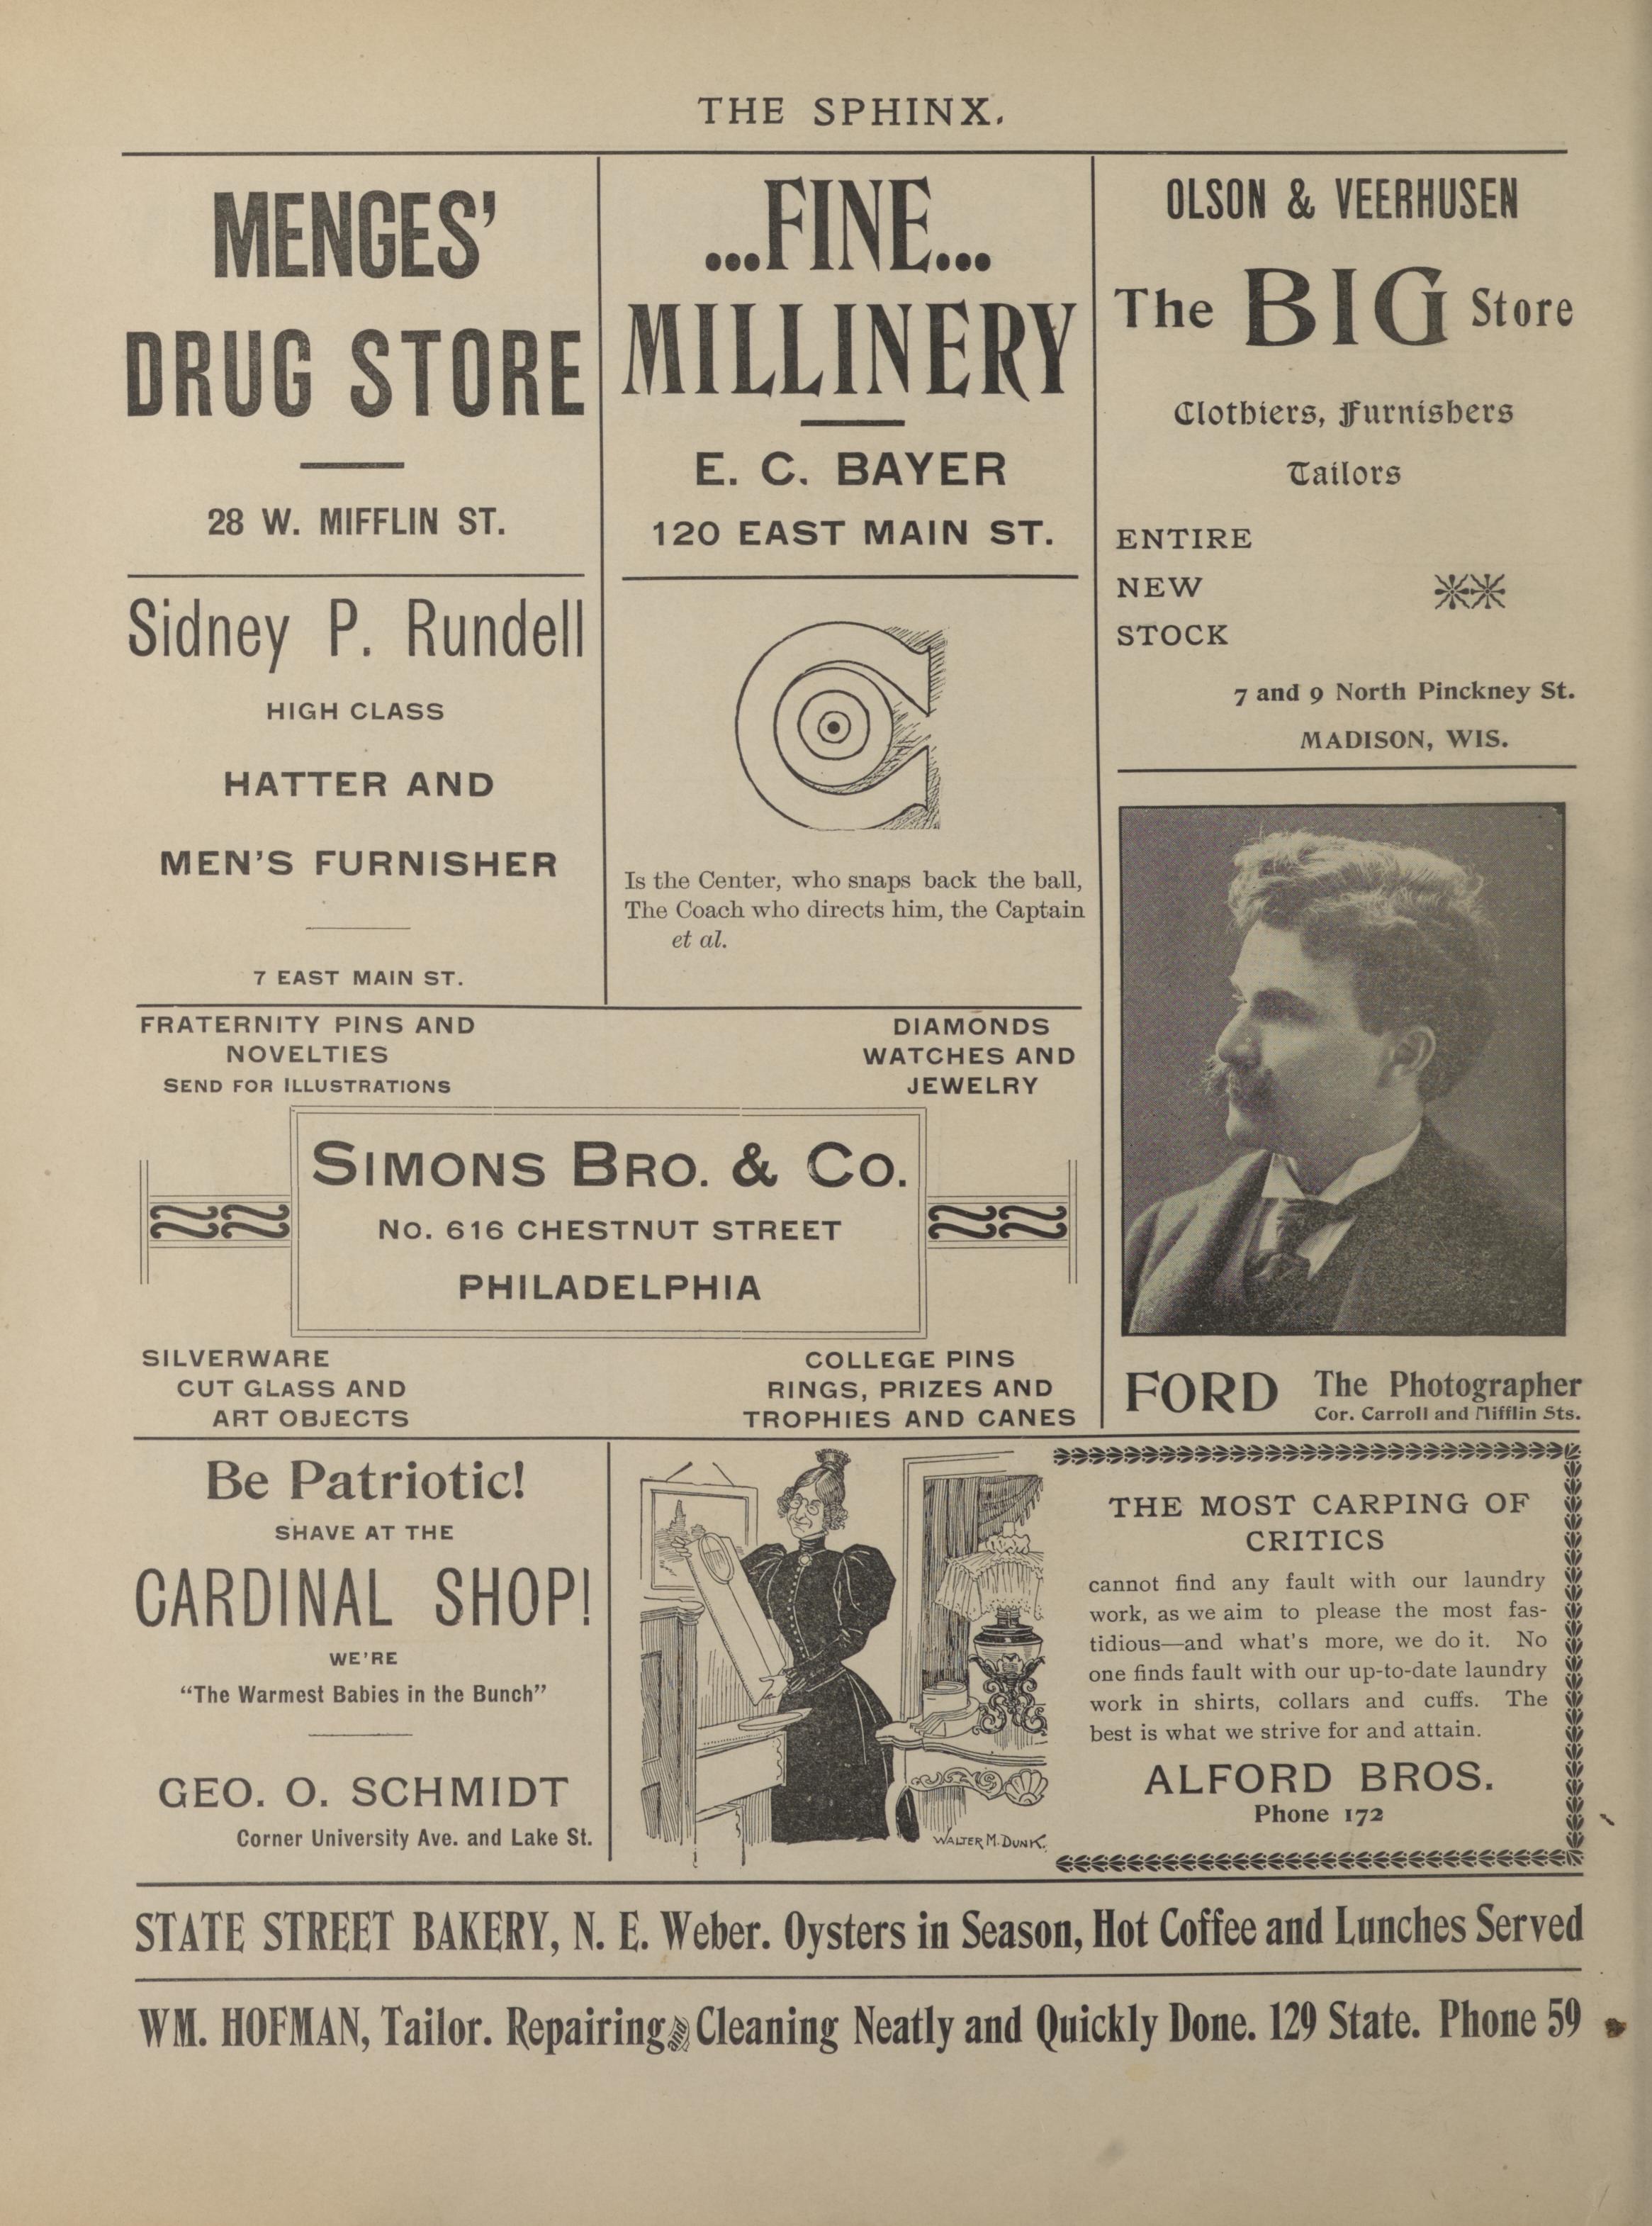 THE SPHINX.
MENGES'
DRUG STORE
28 W. MIFFLIN ST.
Sidney P. Rundell
HIGH CLASS
HATTER AND
MEN'S FURNISHER
7 EAST MAIN ST.
...FINE...
MILLINERY
E. C. BAYER
120 EAST MAIN ST.
C
Is the Center, who snaps back the ball,
The Coach who directs him, the Captain
et al.
OLSON & VEERHUSEN
The BIG Store
Clothiers, Furnishers
Tailors
ENTIRE
NEW
STOCK
7 and 9 North Pinckney St.
MADISON, WIS.
FORD The Photographer
Cor. Carroll and Mifflin Sts.
FRATERNITY PINS AND
NOVELTIES
SEND FOR ILLUSTRATIONS
DIAMONDS
WATCHES AND
JEWELRY
SIMONS BRO. & CO.
No. 616 CHESTNUT STREET
PHILADELPHIA
SILVERWARE
CUT GLASS AND
ART OBJECTS
COLLEGE PINS
RINGS, PRIZES AND
TROPHIES AND CANES
Be Patriotic!
SHAVE AT THE
CARDINAL SHOP!
WE'RE
"The Warmest Babies in the Bunch"
GEO. O. SCHMIDT
Corner University Ave. and Lake St.
WALTER M. DUNK.
THE MOST CARPING OF
CRITICS
cannot find any fault with our laundry
work, as we aim to please the most fas-
tidious—and what's more, we do it. No
one finds fault with our up-to-date laundry
work in shirts, collars and cuffs. The
best is what we strive for and attain.
ALFORD BROS.
Phone 172
STATE STREET BAKERY, N. E. Weber. Oysters in Season, Hot Coffee and Lunches Served
WM. HOFMAN, Tailor. Repairing and Cleaning Neatly and Quickly Done. 129 State. Phone 59